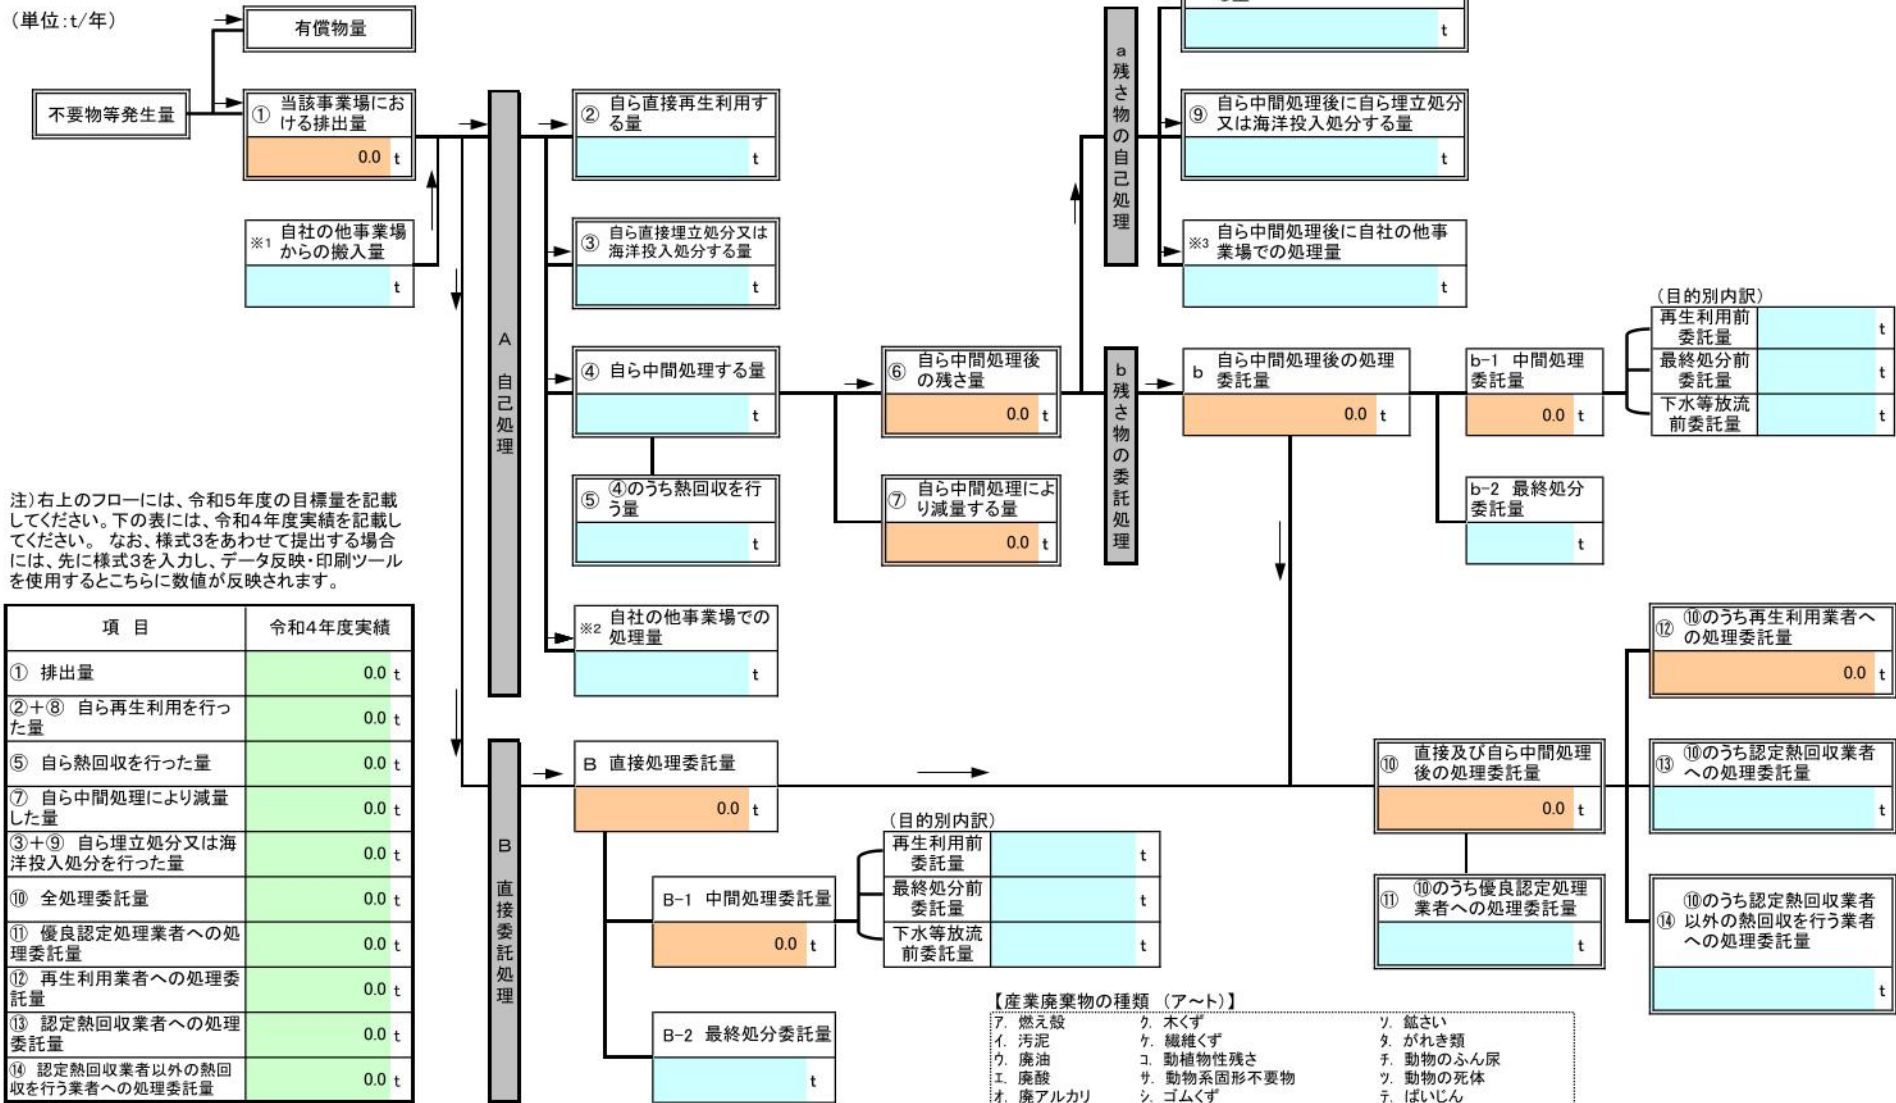 (単位:t/年)
有償物量
不要物等発生量
① 当該事業場にお
ける排出量
0.0 t
※1 自社の他事業場
からの搬入量
t
A 自己処理
② 自ら直接再生利用す
る量
t
③ 自ら直接埋立処分又は
海洋投入処分する量
t
④ 自ら中間処理する量
t
⑤ ④のうち熱回収を行
う量
t
※2 自社の他事業場での
処理量
t
⑥ 自ら中間処理後
の残さ量
0.0 t
⑦ 自ら中間処理によ
り減量する量
0.0 t
a 残さ物の自己処理
t
⑨ 自ら中間処理後に自ら埋立処分
又は海洋投入処分する量
t
※3 自ら中間処理後に自社の他事
業場での処理量
t
b 残さ物の委託処理
b 自ら中間処理後の処理
委託量
0.0 t
b-1 中間処理
委託量
0.0 t
(目的別内訳)
再生利用前
委託量
t
最終処分前
委託量
t
下水等放流
前委託量
t
b-2 最終処分
委託量
t
注)右上のフローには、令和5年度の目標量を記載
してください。下の表には、令和4年度実績を記載し
てください。 なお、様式3をあわせて提出する場合
には、先に様式3を入力し、データ反映・印刷ツール
を使用するとこちらに数値が反映されます。
項 目 令和4年度実績
① 排出量 0.0 t
②+⑧ 自ら再生利用を行っ
た量 0.0 t
⑤ 自ら熱回収を行った量 0.0 t
⑦ 自ら中間処理により減量
した量 0.0 t
③+⑨ 自ら埋立処分又は海
洋投入処分を行った量 0.0 t
⑩ 全処理委託量 0.0 t
⑪ 優良認定処理業者への処
理委託量 0.0 t
⑫ 再生利用業者への処理委
託量 0.0 t
⑬ 認定熱回収業者への処理
委託量 0.0 t
⑭ 認定熱回収業者以外の熱回
収を行う業者への処理委託量 0.0 t
B 直接委託処理
B 直接処理委託量
0.0 t
B-1 中間処理委託量
0.0 t
(目的別内訳)
再生利用前
委託量
t
最終処分前
委託量
t
下水等放流
前委託量
t
B-2 最終処分委託量
t
⑩ 直接及び自ら中間処理
後の処理委託量
0.0 t
⑪ ⑩のうち優良認定処理
業者への処理委託量
t
⑫ ⑩のうち再生利用業者へ
の処理委託量
0.0 t
⑬ ⑩のうち認定熱回収業者
への処理委託量
t
⑭ ⑩のうち認定熱回収業者
以外の熱回収を行う業者
への処理委託量
t
【産業廃棄物の種類 (ア~ト)】
ア. 燃え殻 ク. 木くず ソ. 鉱さい
イ. 汚泥 ケ. 繊維くず タ. がれき類
ウ. 廃油 コ. 動植物性残さ チ. 動物のふん尿
エ. 廃酸 サ. 動物系固形不要物 ツ. 動物の死体
オ. 廃アルカリ シ. ゴムくず テ. ばいじん